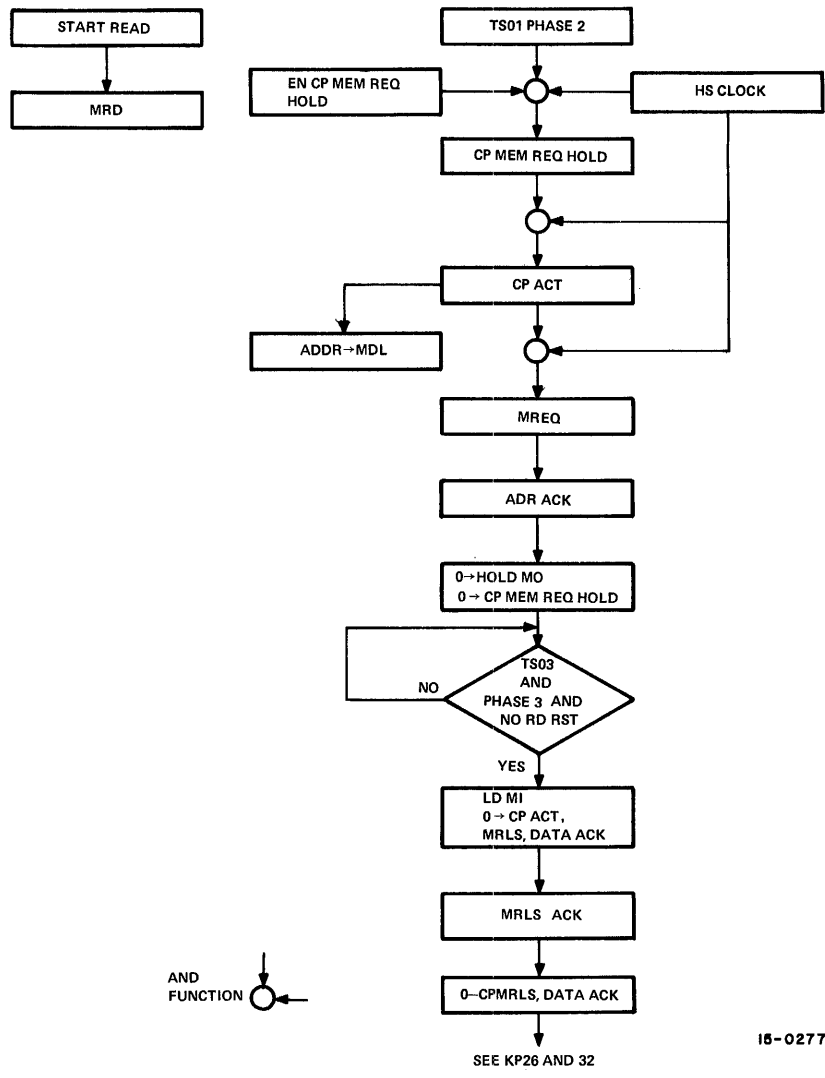 START READ
MRD
TS01 PHASE 2
EN CP MEM REQ
HOLD
HS CLOCK
CP MEM REQ HOLD
CP ACT
ADDR→MDL
MREQ
ADR ACK
0→HOLD MO
0→ CP MEM REQ HOLD
TS03
AND
PHASE 3 AND
NO RD RST
NO
YES
LD MI
0→ CP ACT,
MRLS, DATA ACK
MRLS ACK
0—CPMRLS, DATA ACK
AND
FUNCTION
SEE KP26 AND 32
15-0277